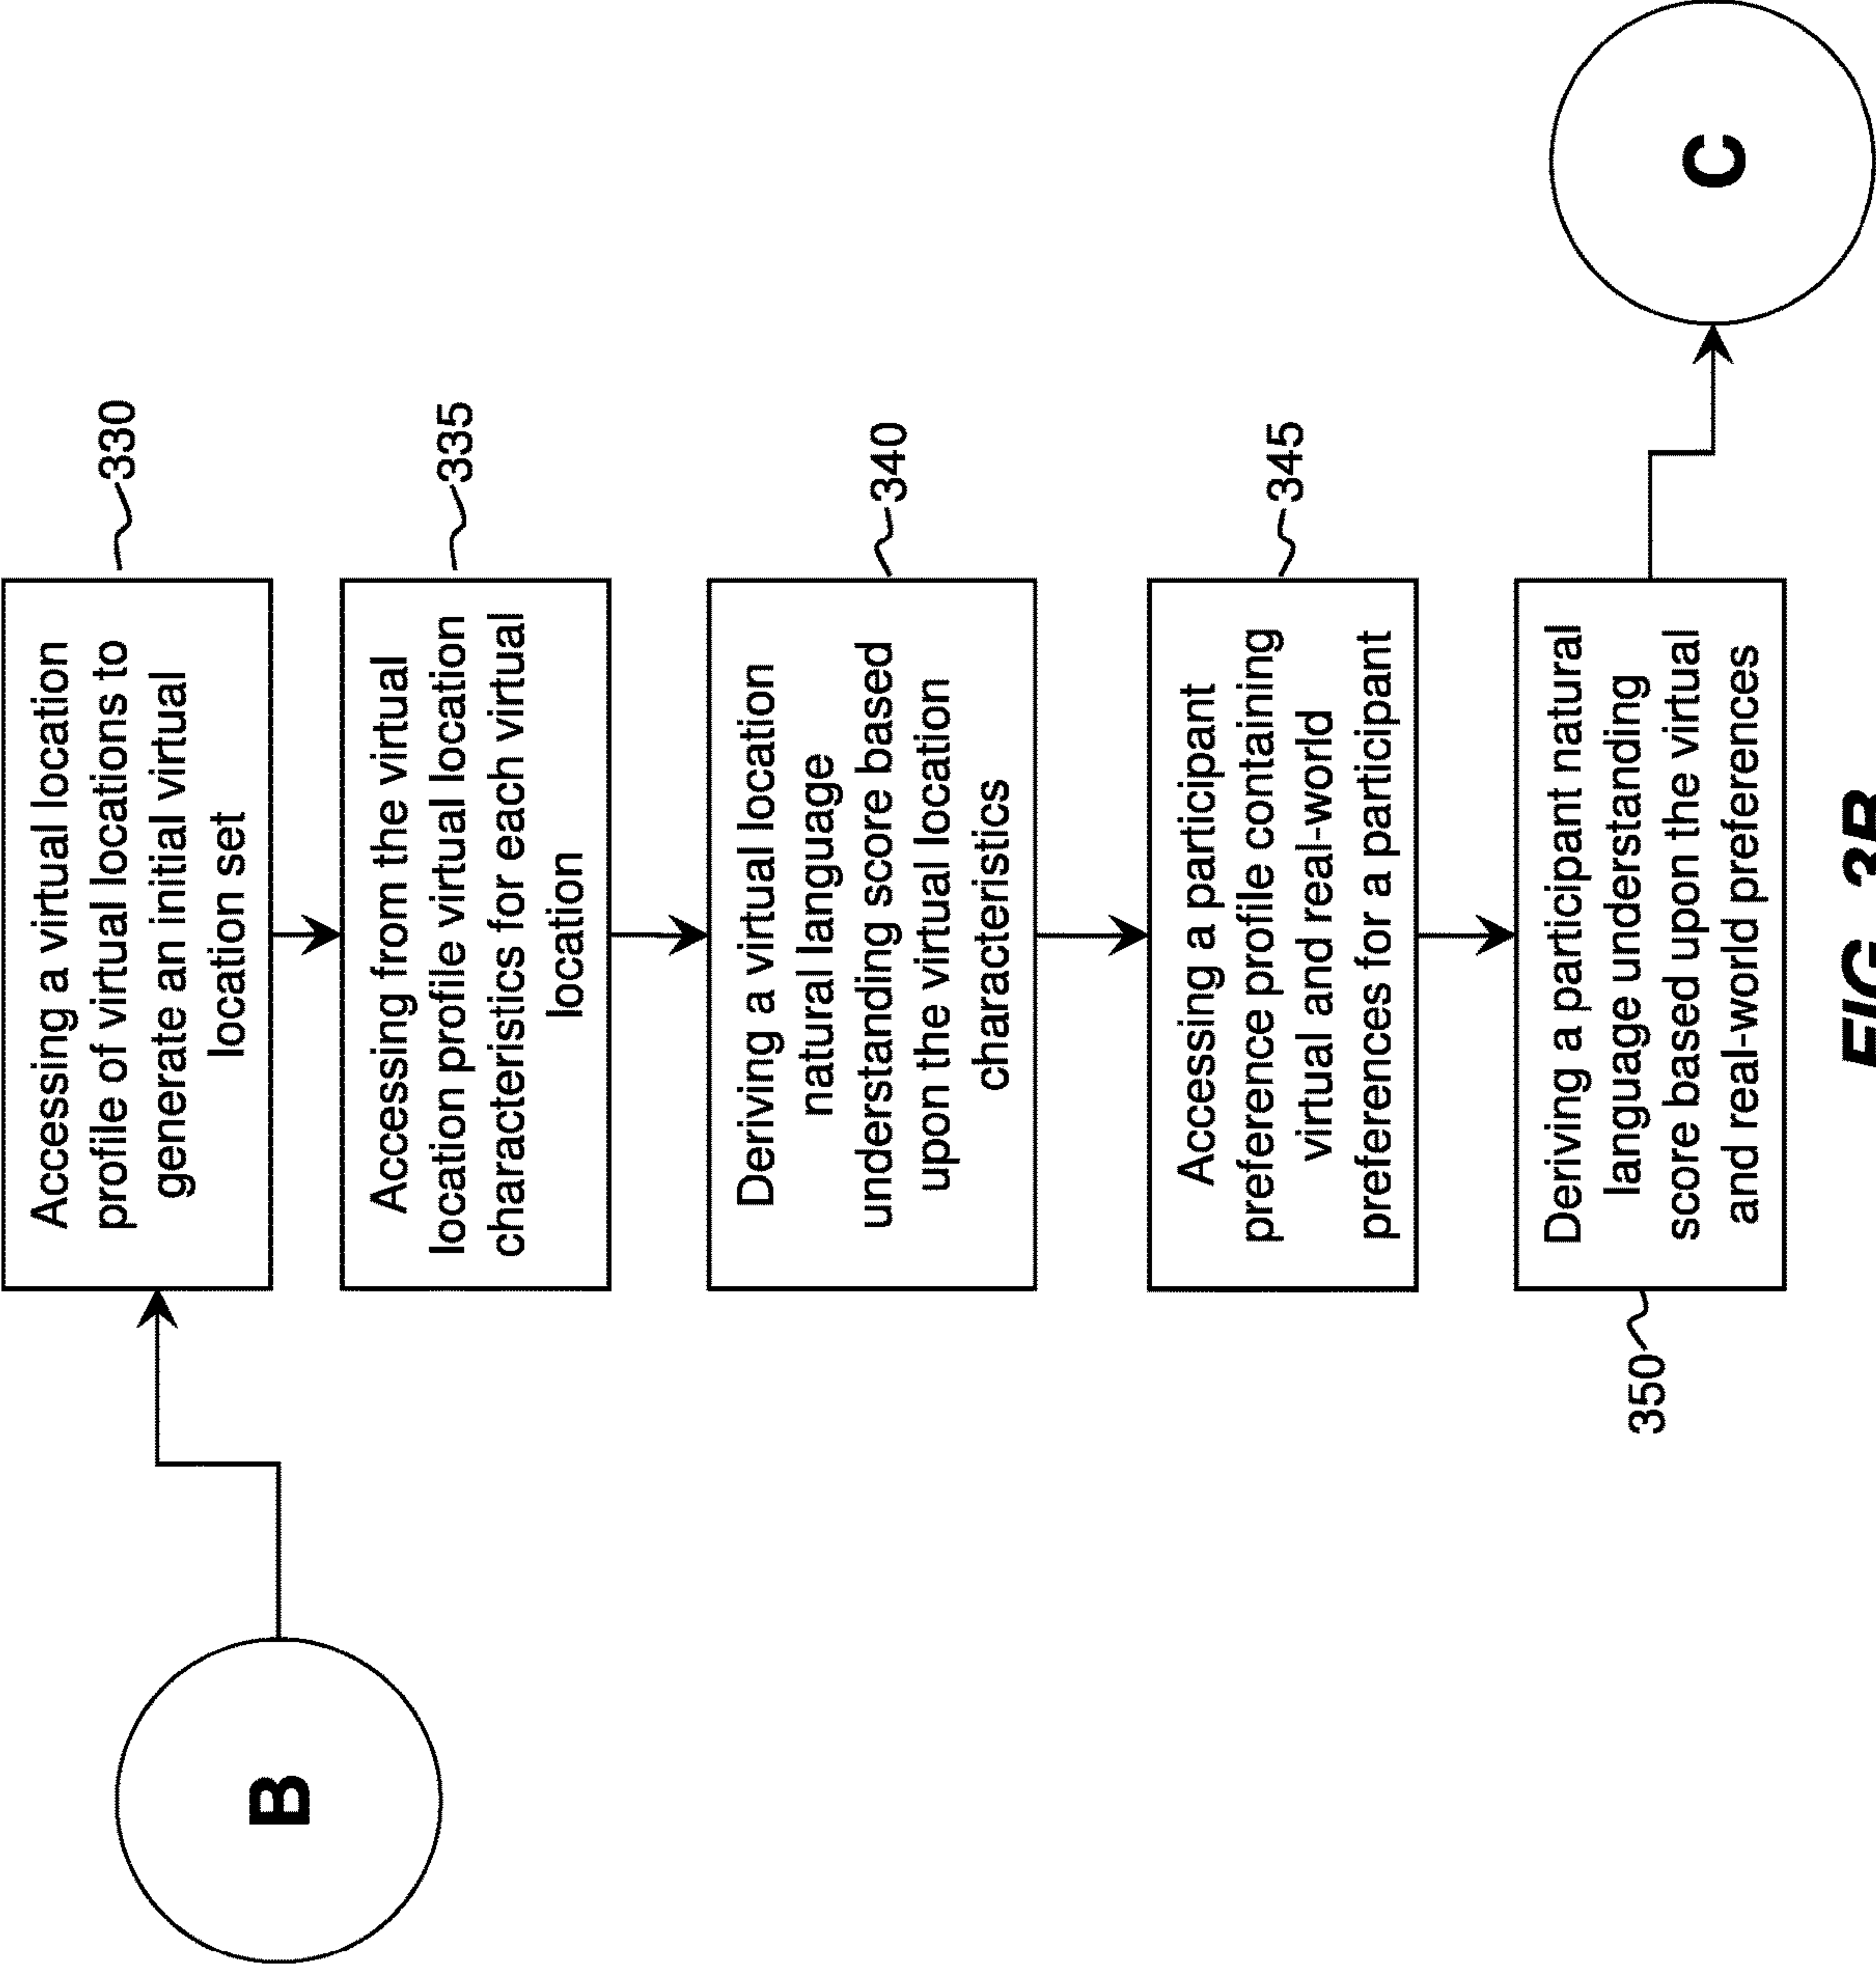 B
Accessing a virtual location
profile of virtual locations to
generate an initial virtual
location set
330
Accessing from the virtual
location profile virtual location
characteristics for each virtual
location
335
Deriving a virtual location
natural language
understanding score based
upon the virtual location
characteristics
340
Accessing a participant
preference profile containing
virtual and real-world
preferences for a participant
345
Deriving a participant natural
language understanding
score based upon the virtual
and real-world preferences
350
C
FIG. 3B